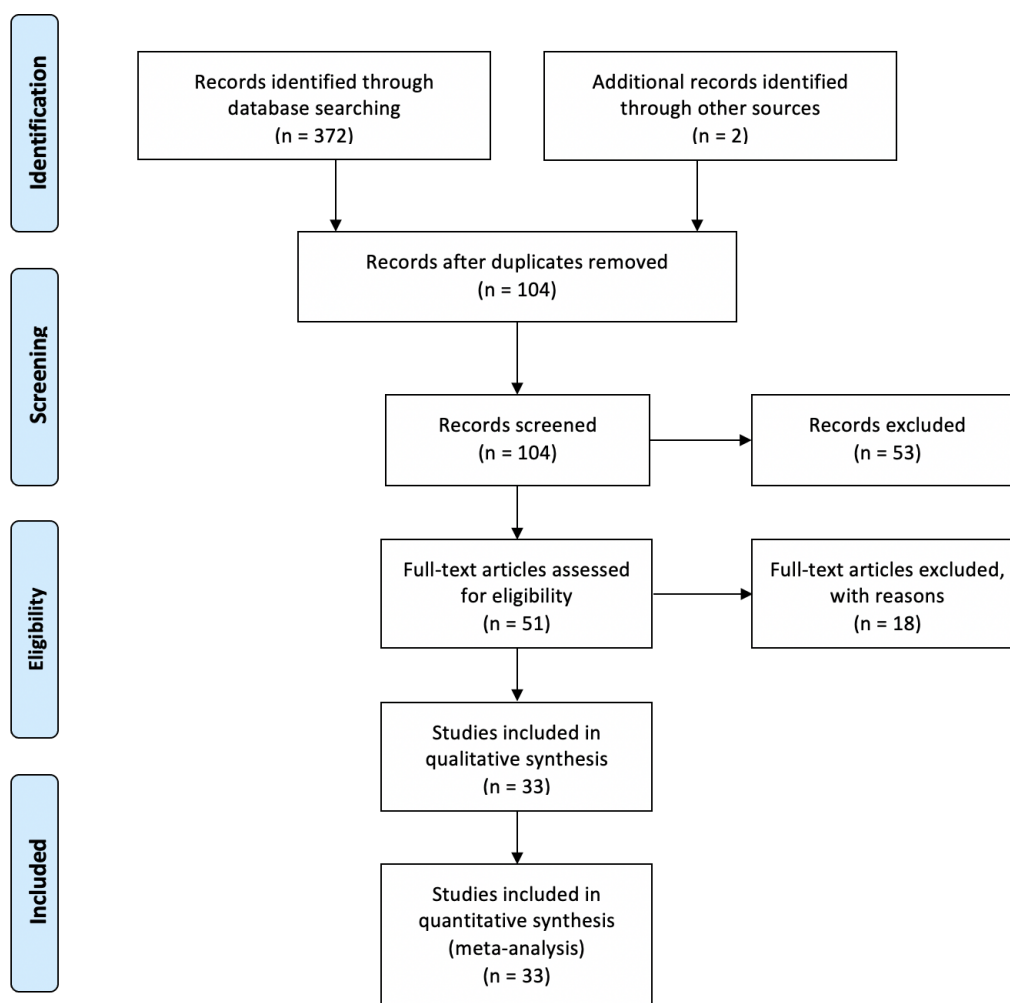 Identification
Records identified through
database searching
(n = 372)
Additional records identified
through other sources
(n = 2)
Records after duplicates removed
(n = 104)
Screening
Records screened
(n = 104)
Records excluded
(n = 53)
Eligibility
Full-text articles assessed
for eligibility
(n = 51)
Full-text articles excluded,
with reasons
(n = 18)
Studies included in
qualitative synthesis
(n = 33)
Included
Studies included in
quantitative synthesis
(meta-analysis)
(n = 33)